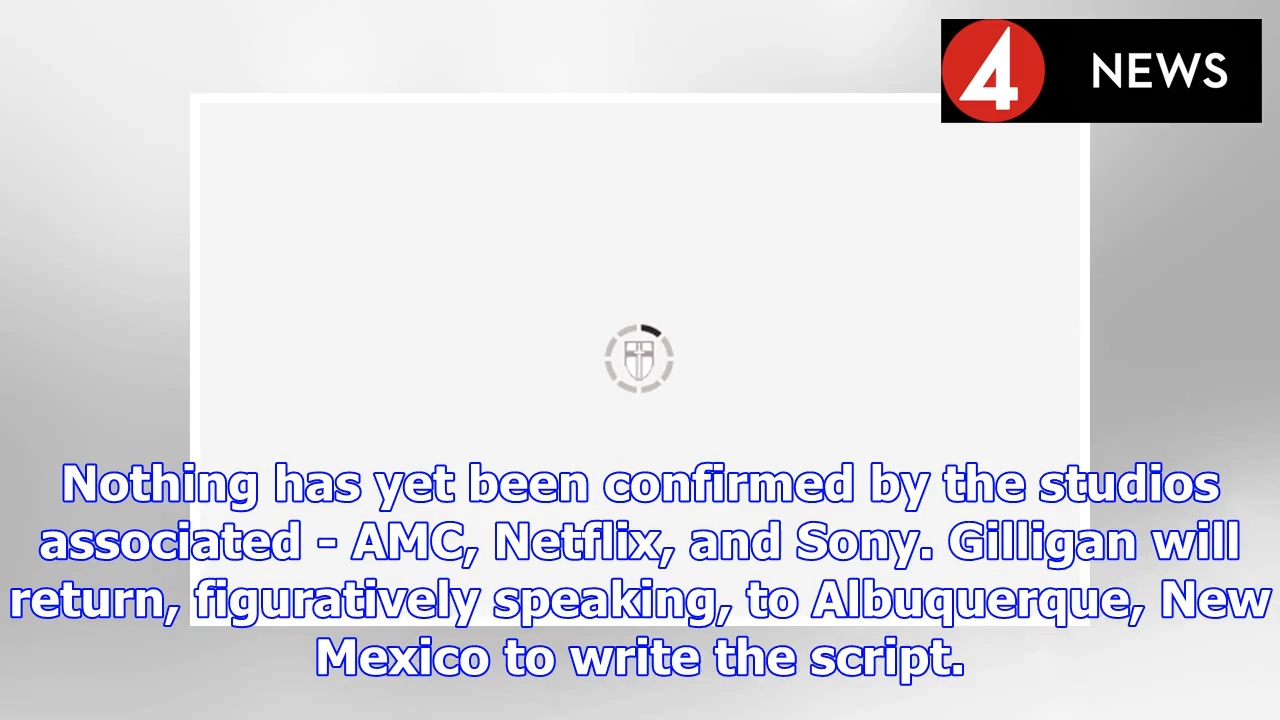 4 NEWS
Nothing has yet been confirmed by the studios
associated - AMC, Netflix, and Sony. Gilligan will
return, figuratively speaking, to Albuquerque, New
Mexico to write the script.